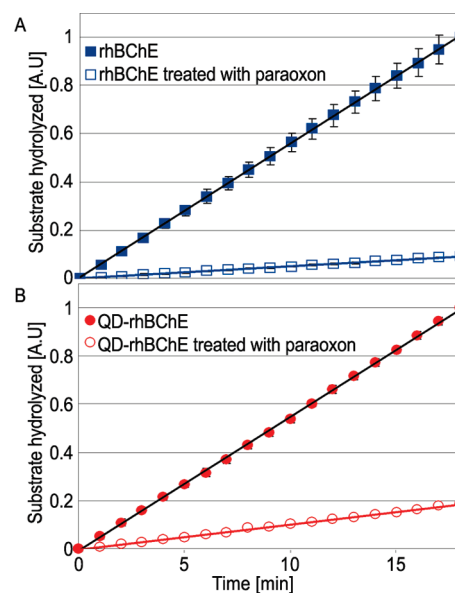 A
Substrate hydrolyzed [A.U]
1
0.8
0.6
0.4
0.2
0
rhBChE
rhBChE treated with paraoxon
B
Substrate hydrolyzed [A.U]
1
0.8
0.6
0.4
0.2
0
QD-rhBChE
QD-rhBChE treated with paraoxon
0 5 10 15
Time [min]